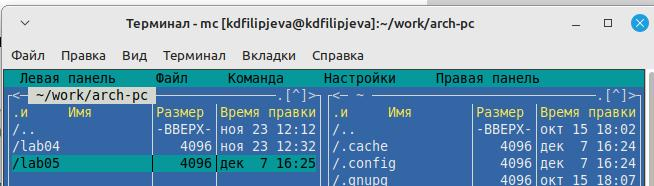 Терминал - mc [kdfilipjeva@kdfilipjeva]:~/work/arch-pc
Файл Правка Вид Терминал Вкладки Справка
Левая панель Файл Команда Настройки Правая панель
<- ~/work/arch-pc .[^]> <- ~ .[^]>
.и Имя Размер Время правки .и Имя Размер Время правки
/.. -ВВЕРХ- ноя 23 12:12 /.. -ВВЕРХ- окт 15 18:02
/lab04 4096 ноя 23 12:32 /.cache 4096 дек 7 16:24
/lab05 4096 дек 7 16:25 /.config 4096 дек 7 16:24
/.gnupg 4096 окт 15 18:02